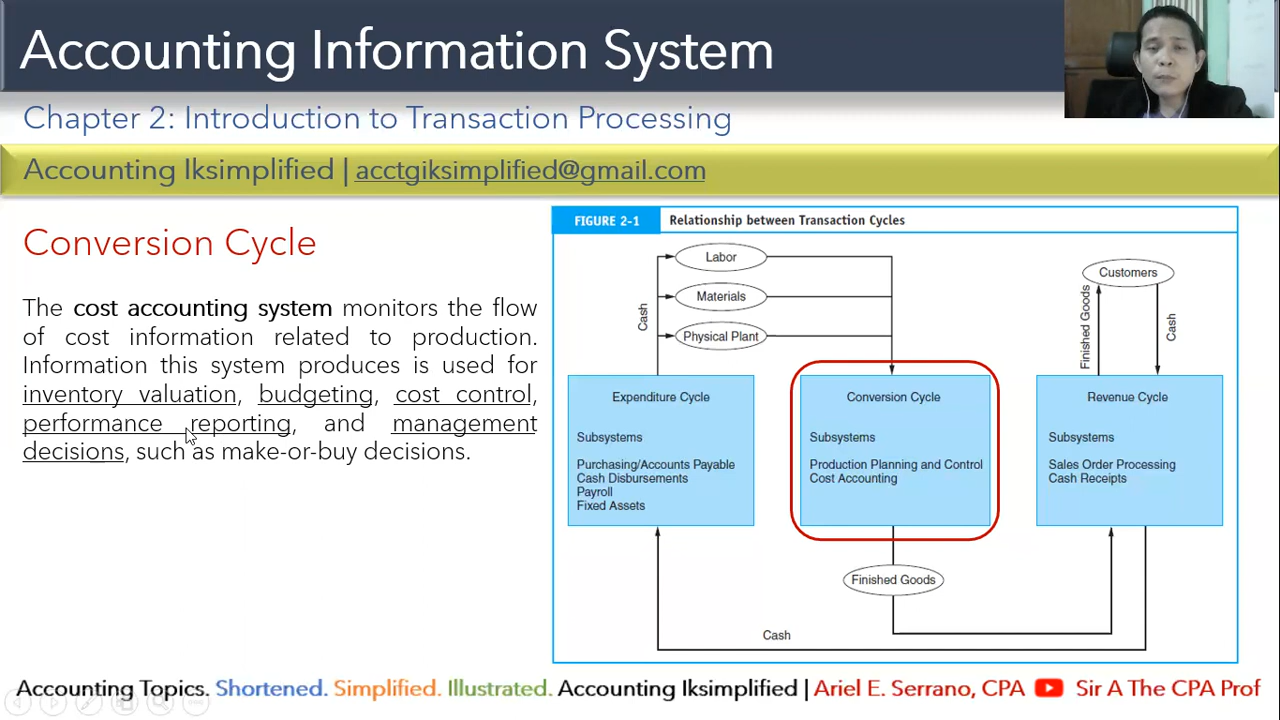 Accounting Information System
Chapter 2: Introduction to Transaction Processing
Accounting Iksimplified | acctgiksimplified@gmail.com
Conversion Cycle
The cost accounting system monitors the flow
of cost information related to production.
Information this system produces is used for
inventory valuation, budgeting, cost control,
performance reporting, and management
decisions, such as make-or-buy decisions.
FIGURE 2-1 Relationship between Transaction Cycles
Labor
Materials
Physical Plant
Cash
Customers
Finished Goods
Cash
Expenditure Cycle
Subsystems
Purchasing/Accounts Payable
Cash Disbursements
Payroll
Fixed Assets
Conversion Cycle
Subsystems
Production Planning and Control
Cost Accounting
Revenue Cycle
Subsystems
Sales Order Processing
Cash Receipts
Finished Goods
Cash
Accounting Topics. Shortened. Simplified. Illustrated. Accounting Iksimplified | Ariel E. Serrano, CPA Sir A The CPA Prof